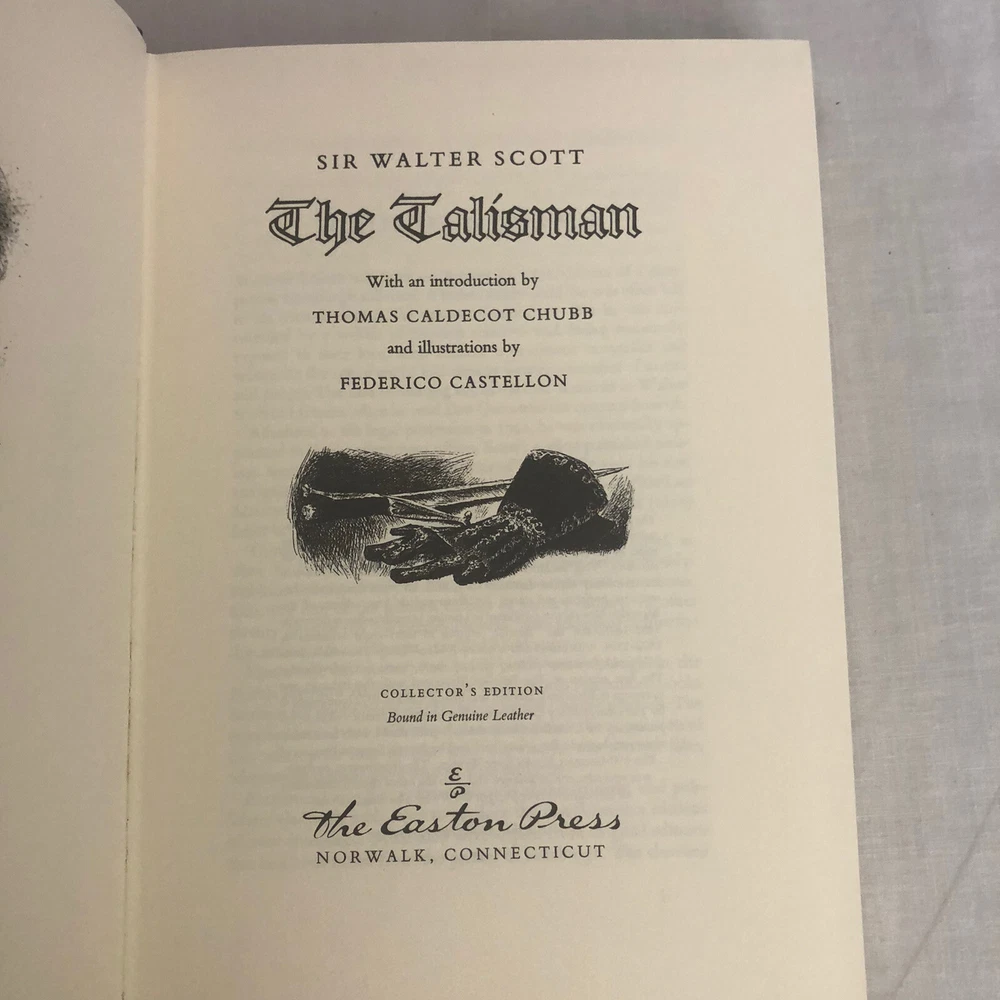 SIR WALTER SCOTT
The Talisman
With an introduction by
THOMAS CALDECOT CHUBB
and illustrations by
FEDERICO CASTELLON
COLLECTOR'S EDITION
Bound in Genuine Leather
E
P
The Easton Press
NORWALK, CONNECTICUT